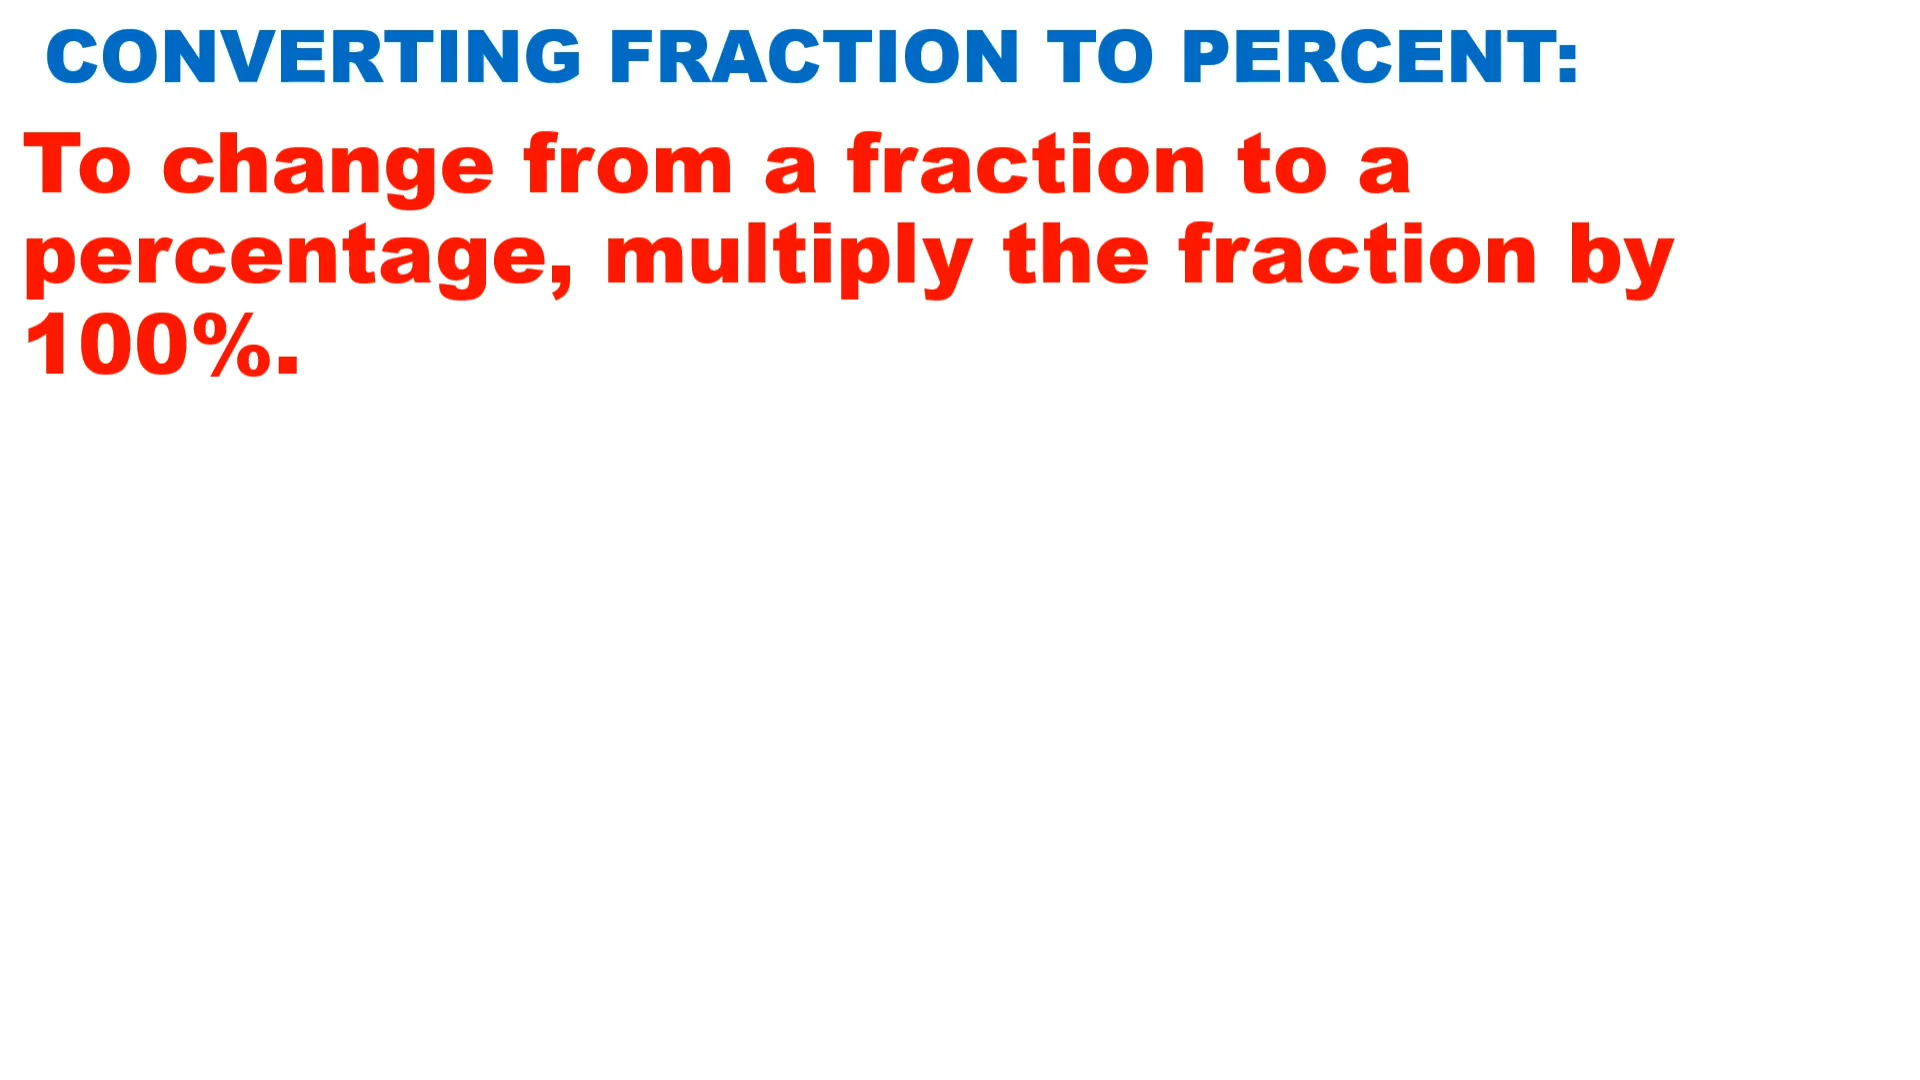 CONVERTING FRACTION TO PERCENT:
To change from a fraction to a
percentage, multiply the fraction by
100%.